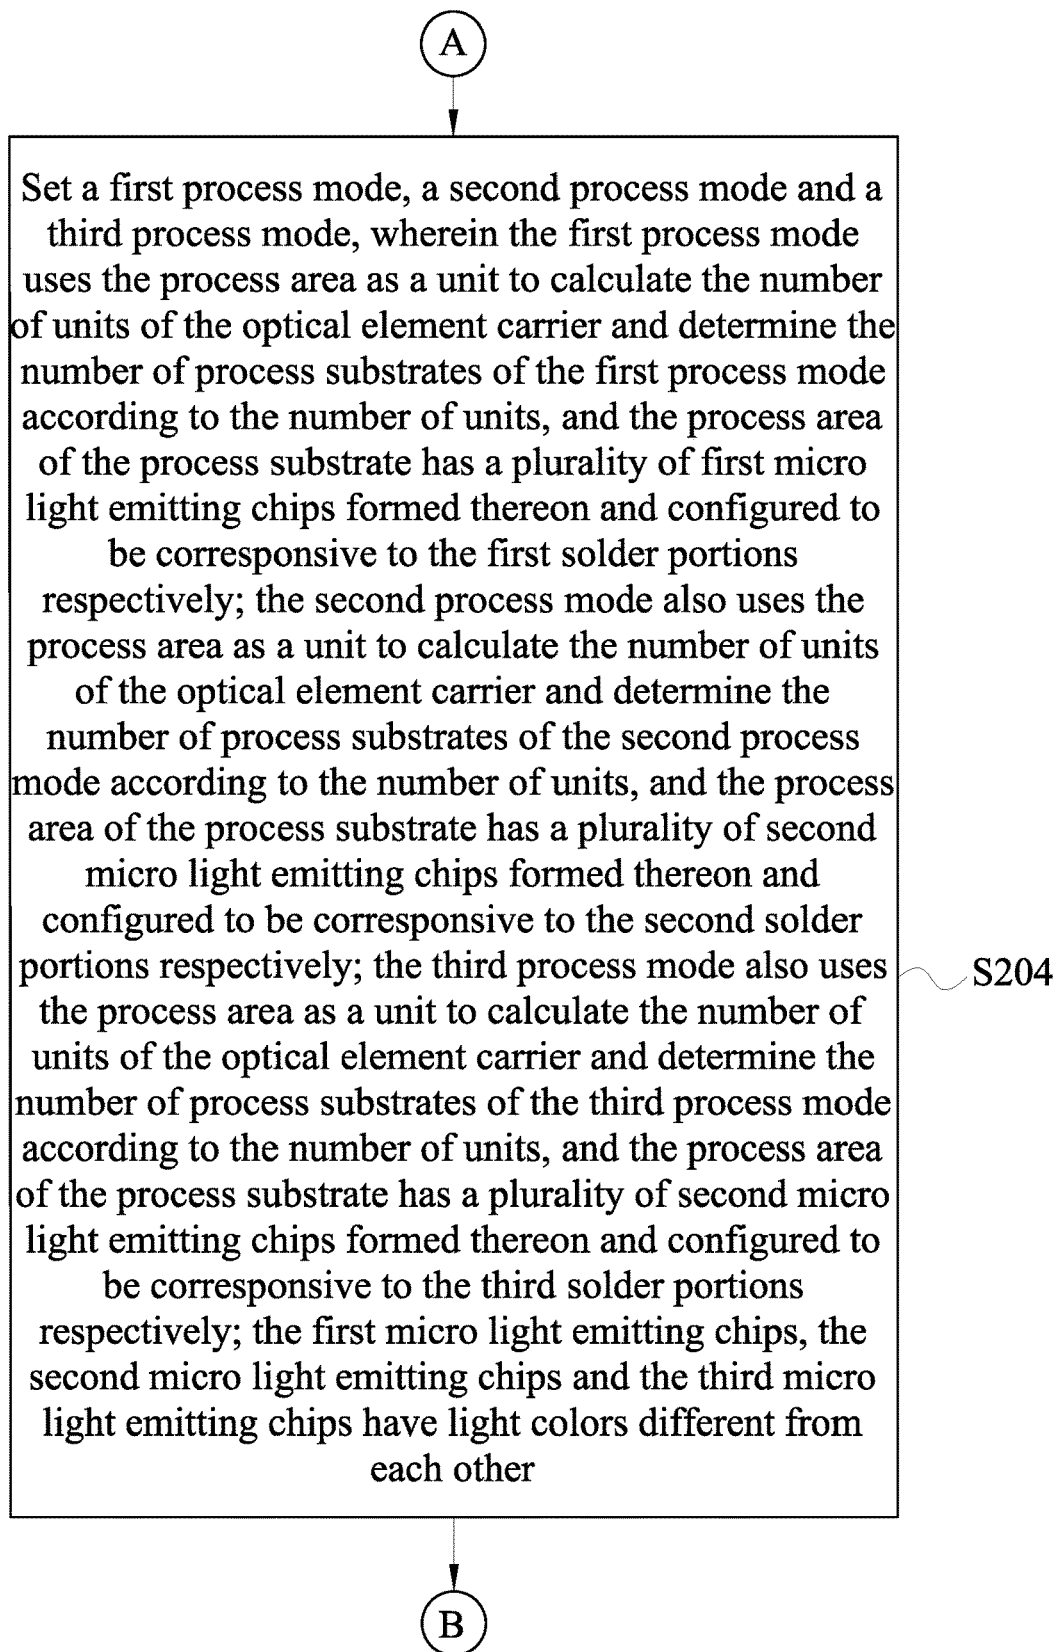 A
Set a first process mode, a second process mode and a
third process mode, wherein the first process mode
uses the process area as a unit to calculate the number
of units of the optical element carrier and determine the
number of process substrates of the first process mode
according to the number of units, and the process area
of the process substrate has a plurality of first micro
light emitting chips formed thereon and configured to
be corresponsive to the first solder portions
respectively; the second process mode also uses the
process area as a unit to calculate the number of units
of the optical element carrier and determine the
number of process substrates of the second process
mode according to the number of units, and the process
area of the process substrate has a plurality of second
micro light emitting chips formed thereon and
configured to be corresponsive to the second solder
portions respectively; the third process mode also uses
the process area as a unit to calculate the number of
units of the optical element carrier and determine the
number of process substrates of the third process mode
according to the number of units, and the process area
of the process substrate has a plurality of second micro
light emitting chips formed thereon and configured to
be corresponsive to the third solder portions
respectively; the first micro light emitting chips, the
second micro light emitting chips and the third micro
light emitting chips have light colors different from
each other
S204
B